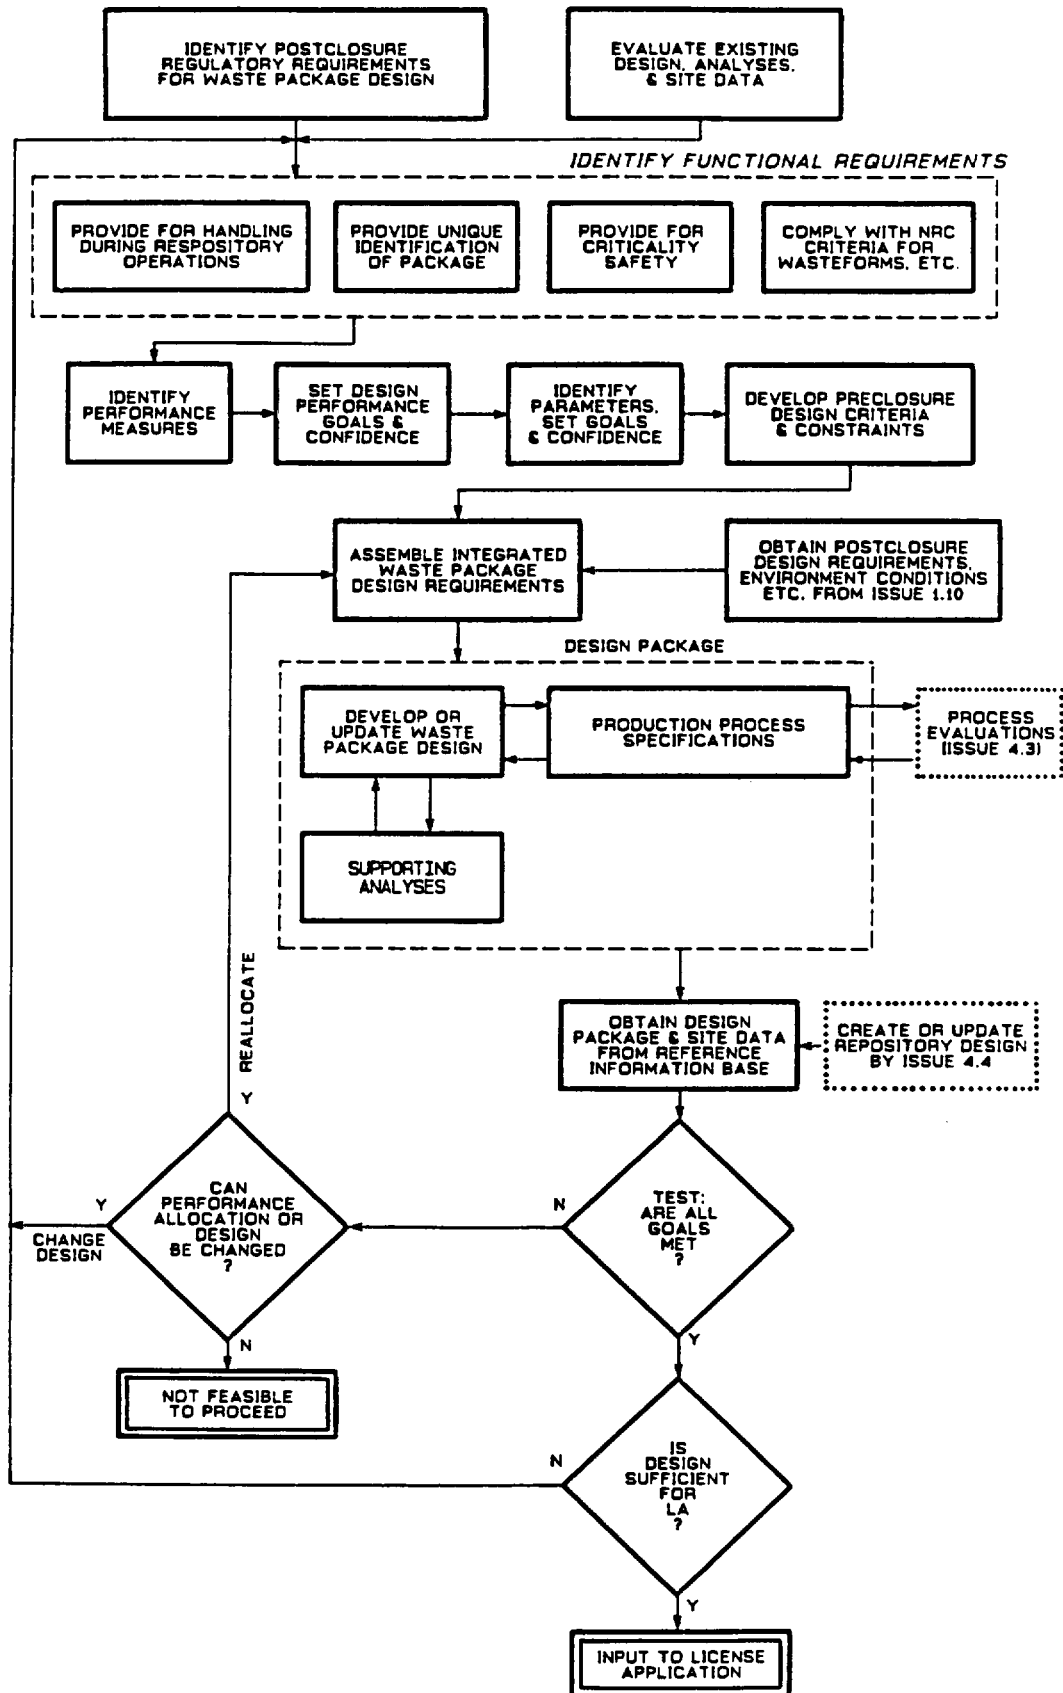 IDENTIFY POSTCLOSURE
REGULATORY REQUIREMENTS
FOR WASTE PACKAGE DESIGN
EVALUATE EXISTING
DESIGN, ANALYSES,
& SITE DATA
IDENTIFY FUNCTIONAL REQUIREMENTS
PROVIDE FOR HANDLING
DURING RESPOSITORY
OPERATIONS
PROVIDE UNIQUE
IDENTIFICATION
OF PACKAGE
PROVIDE FOR
CRITICALITY
SAFETY
COMPLY WITH NRC
CRITERIA FOR
WASTEFORMS, ETC.
IDENTIFY
PERFORMANCE
MEASURES
SET DESIGN
PERFORMANCE
GOALS &
CONFIDENCE
IDENTIFY
PARAMETERS,
SET GOALS
& CONFIDENCE
DEVELOP PRECLOSURE
DESIGN CRITERIA
& CONSTRAINTS
ASSEMBLE INTEGRATED
WASTE PACKAGE
DESIGN REQUIREMENTS
OBTAIN POSTCLOSURE
DESIGN REQUIREMENTS,
ENVIRONMENT CONDITIONS
ETC. FROM ISSUE 1.10
DESIGN PACKAGE
DEVELOP OR
UPDATE WASTE
PACKAGE DESIGN
PRODUCTION PROCESS
SPECIFICATIONS
PROCESS
EVALUATIONS
(ISSUE 4.3)
SUPPORTING
ANALYSES
REALLOCATE
Y
OBTAIN DESIGN
PACKAGE & SITE DATA
FROM REFERENCE
INFORMATION BASE
CREATE OR UPDATE
REPOSITORY DESIGN
BY ISSUE 4.4
CAN
PERFORMANCE
ALLOCATION OR
DESIGN
BE CHANGED
?
Y
CHANGE
DESIGN
N
TEST:
ARE ALL
GOALS
MET
?
N
Y
NOT FEASIBLE
TO PROCEED
IS
DESIGN
SUFFICIENT
FOR
LA
?
N
Y
INPUT TO LICENSE
APPLICATION